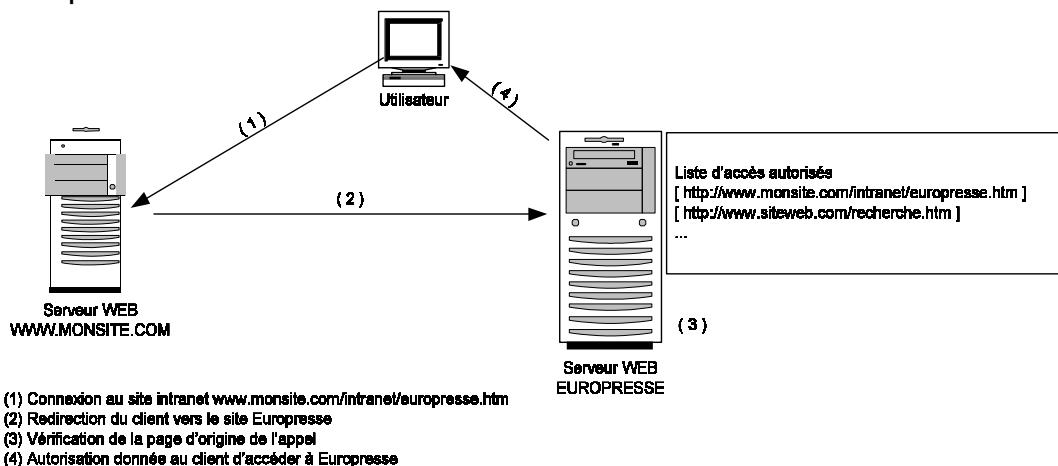 Utilisateur
( 1 )
( 4 )
( 2 )
Liste d'accès autorisés
[ http://www.monsite.com/intranet/europresse.htm ]
[ http://www.siteweb.com/recherche.htm ]
...
Serveur WEB
WWW.MONSITE.COM
( 3 )
Serveur WEB
EUROPRESSE
(1) Connexion au site intranet www.monsite.com/intranet/europresse.htm
(2) Redirection du client vers le site Europresse
(3) Vérification de la page d'origine de l'appel
(4) Autorisation donnée au client d'accéder à Europresse